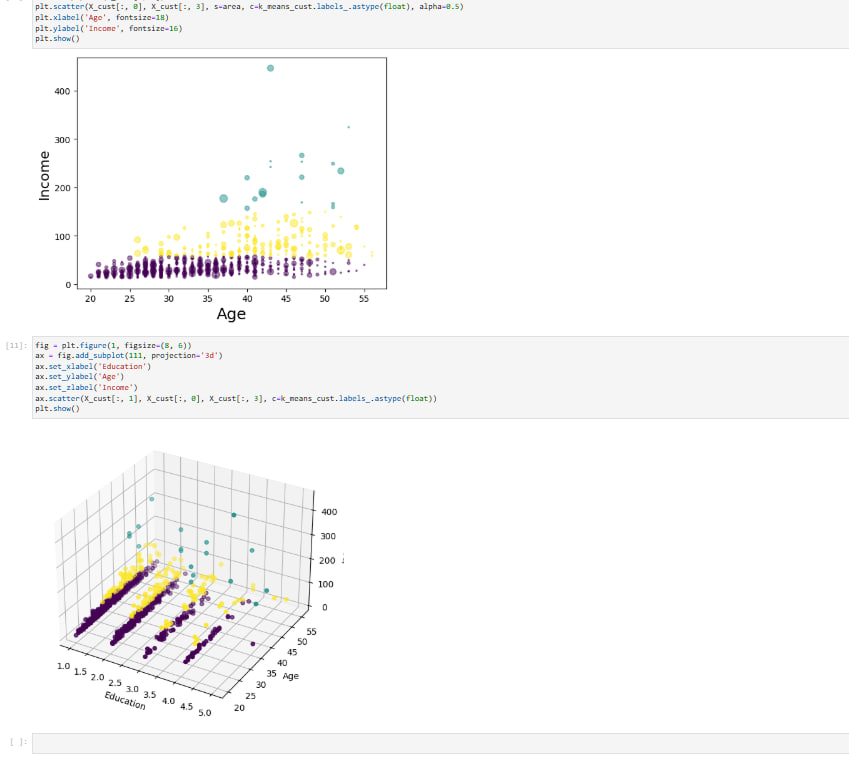 plt.scatter(X_cust[:, 0], X_cust[:, 3], s=area, c=k_means_cust.labels_.astype(float), alpha=0.5)
plt.xlabel('Age', fontsize=18)
plt.ylabel('Income', fontsize=16)
plt.show()
400
300
200
100
0
Income
20 25 30 35 40 45 50 55
Age
[11]: fig = plt.figure(1, figsize=(8, 6))
ax = fig.add_subplot(111, projection='3d')
ax.set_xlabel('Education')
ax.set_ylabel('Age')
ax.set_zlabel('Income')
ax.scatter(X_cust[:, 1], X_cust[:, 0], X_cust[:, 3], c=k_means_cust.labels_.astype(float))
plt.show()
400
300
200
100
0
1.0 1.5 2.0 2.5 3.0 3.5 4.0 4.5 5.0
Education
20 25 30 35 40 45 50 55
Age
[ ]: